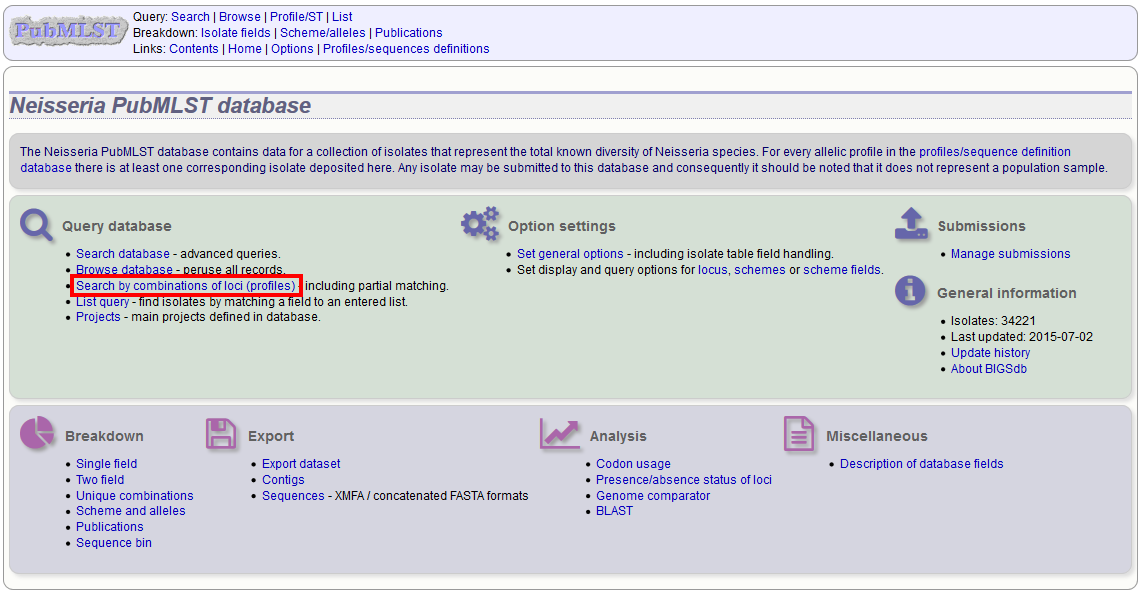 PubMLST
Query: Search | Browse | Profile/ST | List
Breakdown: Isolate fields | Scheme/alleles | Publications
Links: Contents | Home | Options | Profiles/sequences definitions
Neisseria PubMLST database
The Neisseria PubMLST database contains data for a collection of isolates that represent the total known diversity of Neisseria species. For every allelic profile in the profiles/sequence definition
database there is at least one corresponding isolate deposited here. Any isolate may be submitted to this database and consequently it should be noted that it does not represent a population sample.
Query database
• Search database - advanced queries.
• Browse database - peruse all records.
• Search by combinations of loci (profiles) - including partial matching.
• List query - find isolates by matching a field to an entered list.
• Projects - main projects defined in database.
Option settings
• Set general options - including isolate table field handling.
• Set display and query options for locus, schemes or scheme fields.
Submissions
• Manage submissions
General information
• Isolates: 34221
• Last updated: 2015-07-02
• Update history
• About BIGSdb
Breakdown
• Single field
• Two field
• Unique combinations
• Scheme and alleles
• Publications
• Sequence bin
Export
• Export dataset
• Contigs
• Sequences - XMFA / concatenated FASTA formats
Analysis
• Codon usage
• Presence/absence status of loci
• Genome comparator
• BLAST
Miscellaneous
• Description of database fields